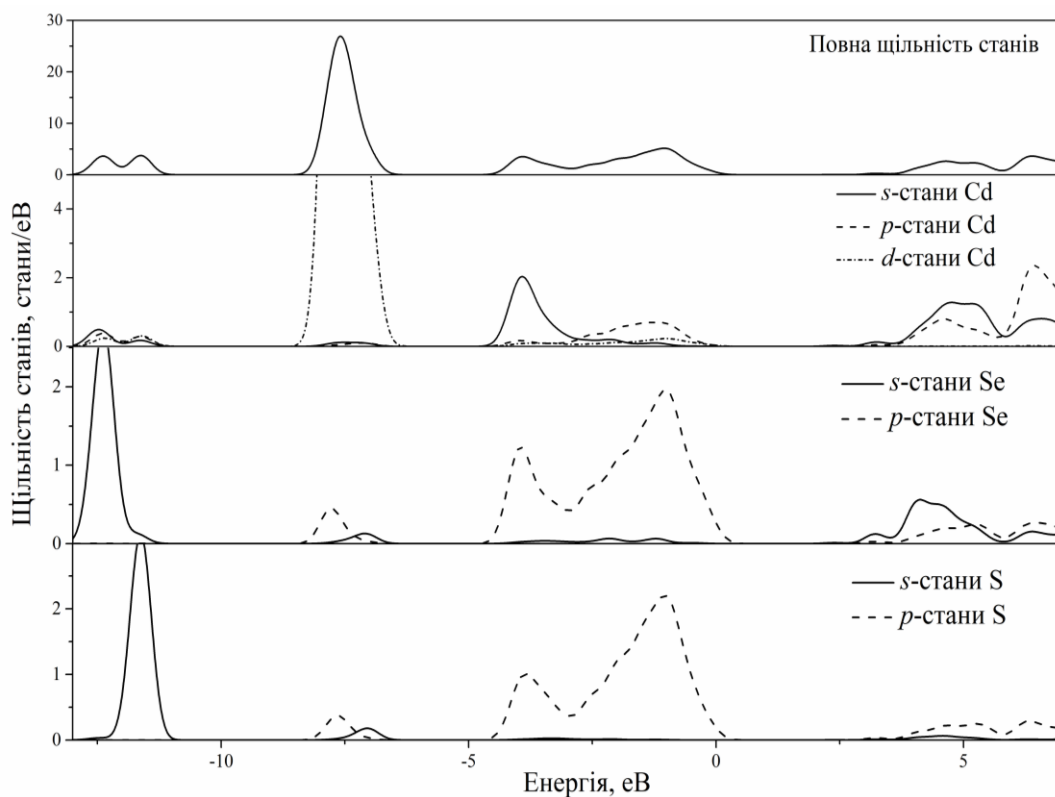 Повна щільність станів
30
20
10
0
s-стани Cd
p-стани Cd
d-стани Cd
4
2
0
s-стани Se
p-стани Se
2
1
0
s-стани S
p-стани S
2
1
0
Щільність станів, стани/еВ
-10
-5
0
5
Енергія, еВ